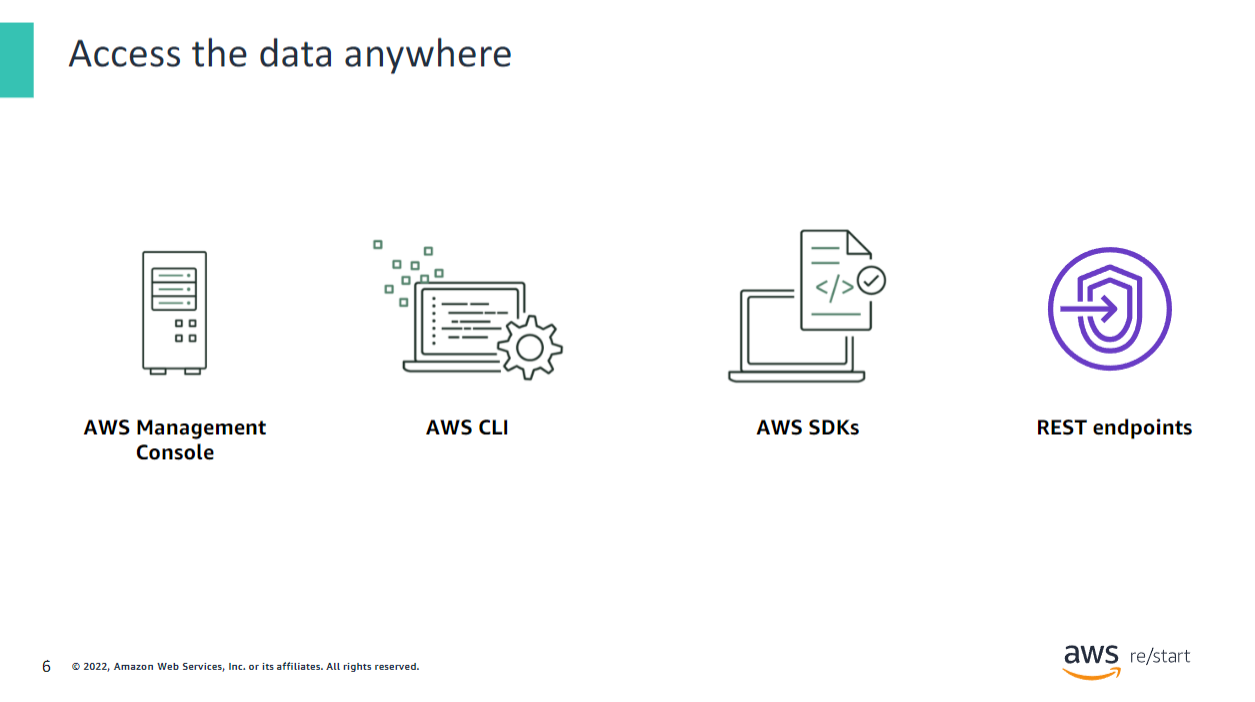 Access the data anywhere
</>
AWS Management
Console
AWS CLI
AWS SDKs
REST endpoints
6
© 2022, Amazon Web Services, Inc. or its affiliates. All rights reserved.
aws re/start